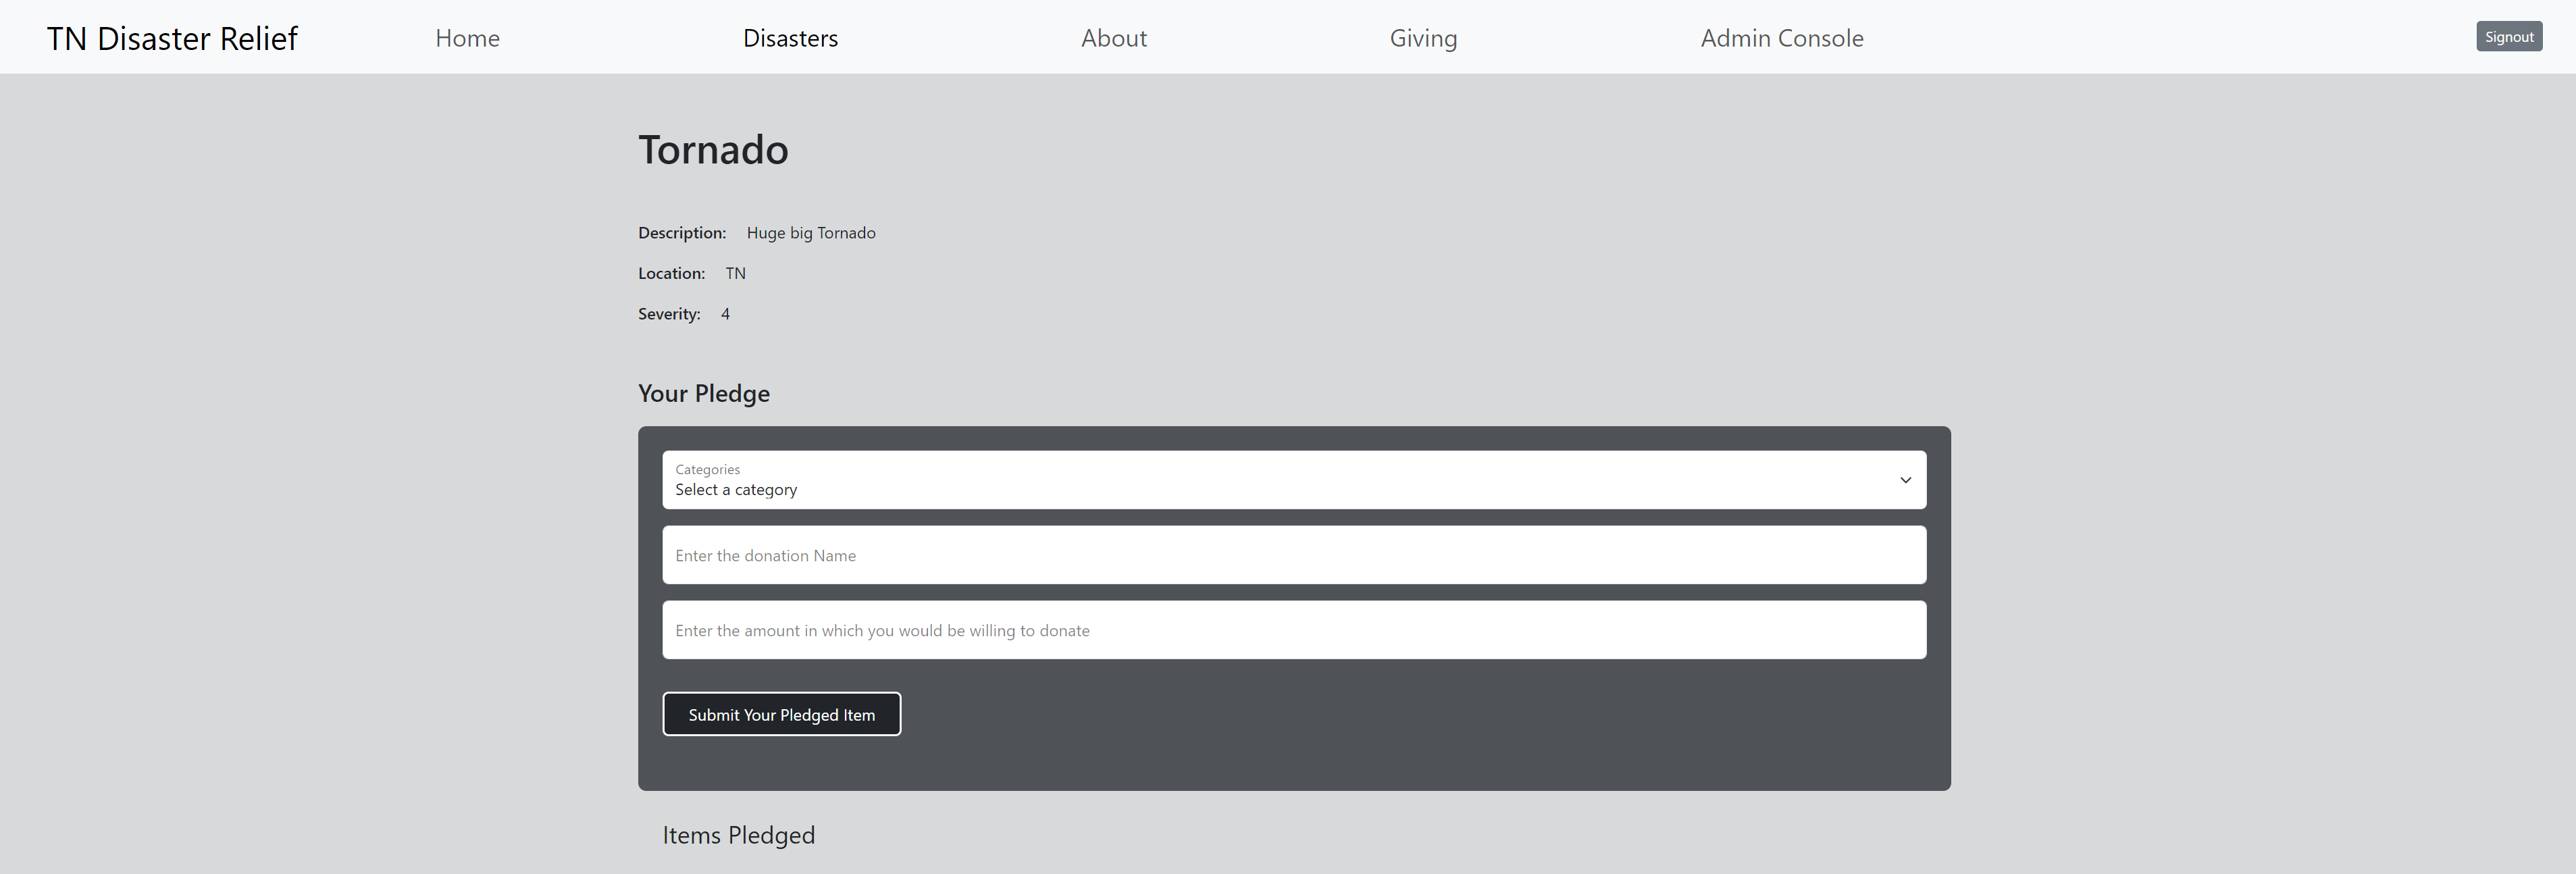 TN Disaster Relief Home Disasters About Giving Admin Console Signout
Tornado
Description: Huge big Tornado
Location: TN
Severity: 4
Your Pledge
Categories
Select a category
Enter the donation Name
Enter the amount in which you would be willing to donate
Submit Your Pledged Item
Items Pledged